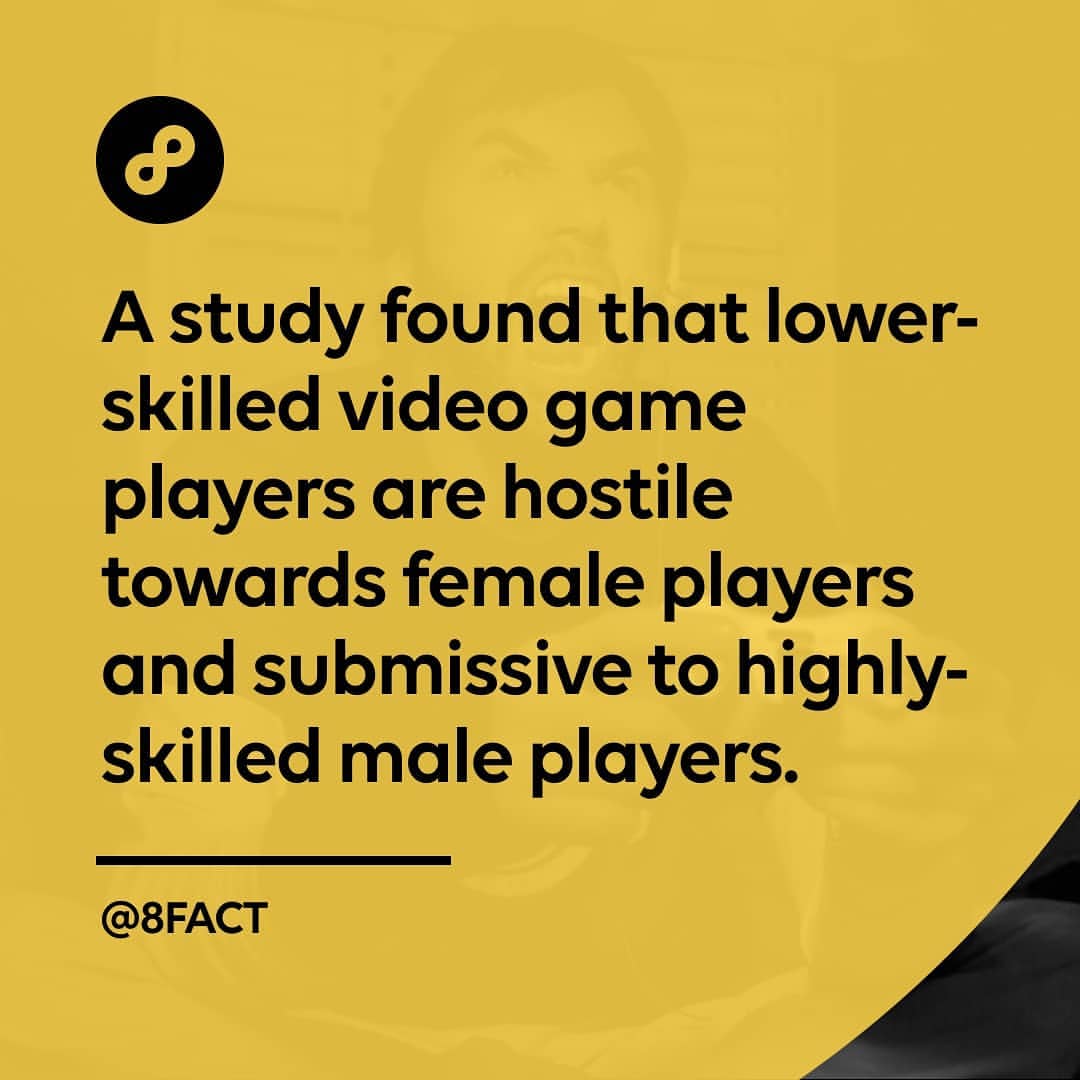 A study found that lower-
skilled video game
players are hostile
towards female players
and submissive to highly-
skilled male players.
@8FACT